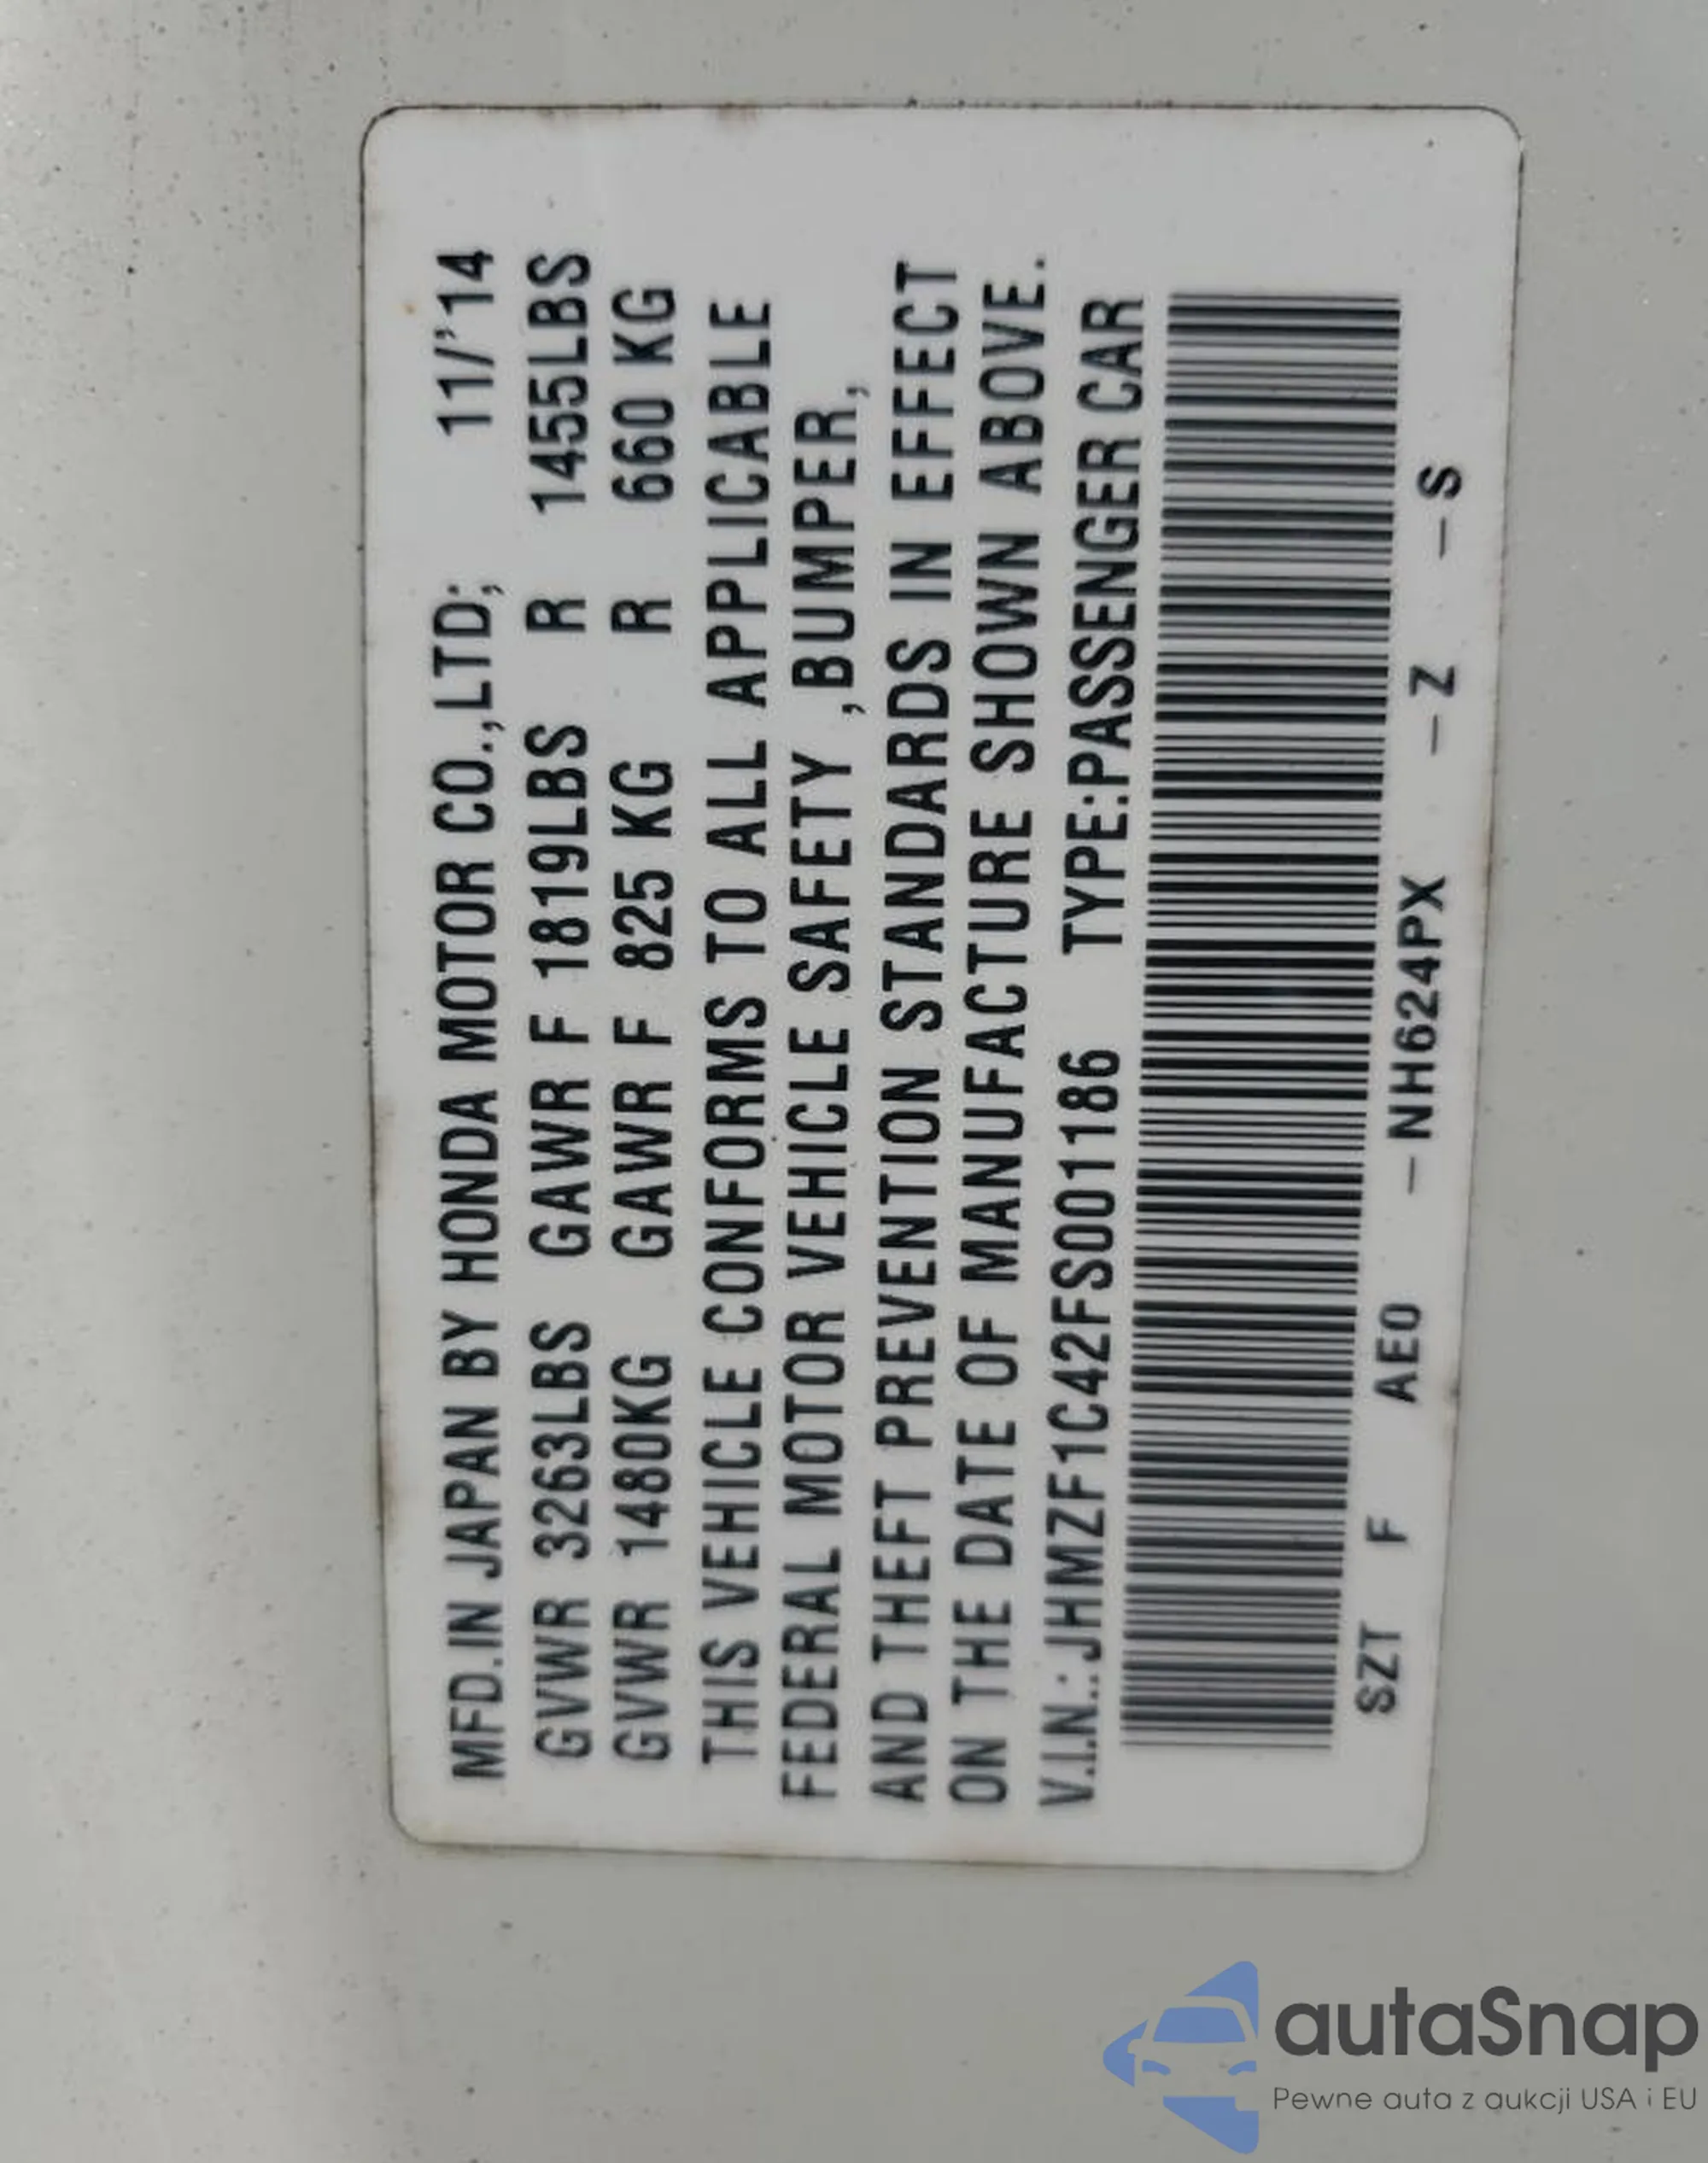 MFD.IN JAPAN BY HONDA MOTOR CO.,LTD; 11/'14
GVWR 3263LBS GAWR F 1819LBS R 1455LBS
GVWR 1480KG GAWR F 825 KG R 660 KG
THIS VEHICLE CONFORMS TO ALL APPLICABLE
FEDERAL MOTOR VEHICLE SAFETY ,BUMPER,
AND THEFT PREVENTION STANDARDS IN EFFECT
ON THE DATE OF MANUFACTURE SHOWN ABOVE.
V.I.N.:JHMZF1C42FS001186 TYPE:PASSENGER CAR
SZT F AE0 – NH624PX – Z – S
autaSnap
Pewne auta z aukcji USA i EU